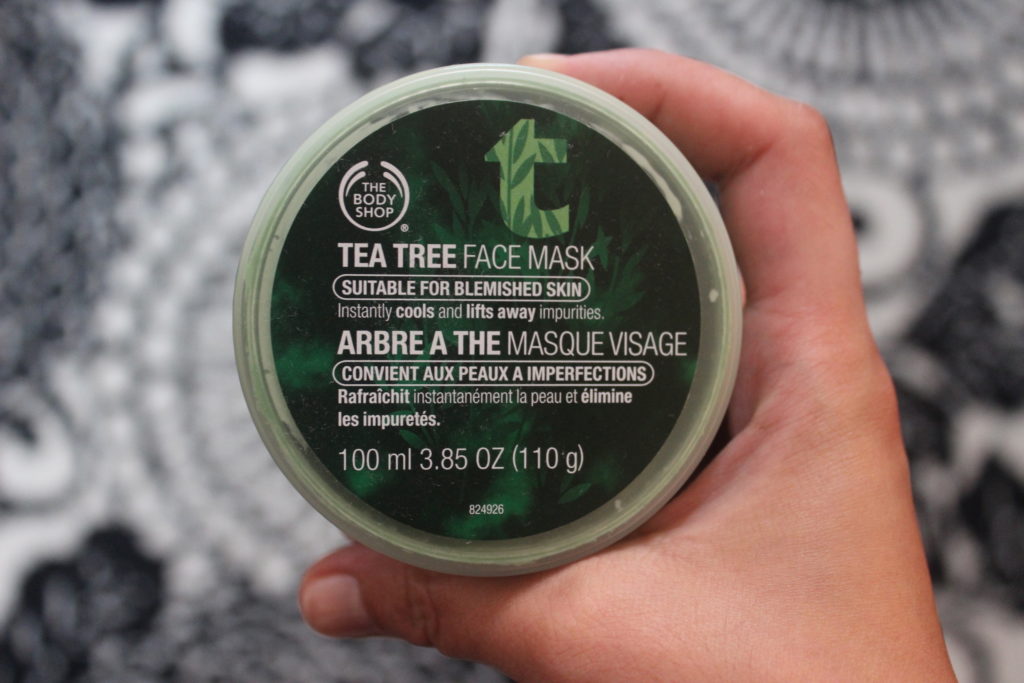 THE
BODY
SHOP
®
t
TEA TREE FACE MASK
SUITABLE FOR BLEMISHED SKIN
Instantly cools and lifts away impurities.
ARBRE A THE MASQUE VISAGE
CONVIENT AUX PEAUX A IMPERFECTIONS
Rafraîchit instantanément la peau et élimine
les impuretés.
100 ml 3.85 OZ (110 g)
824926